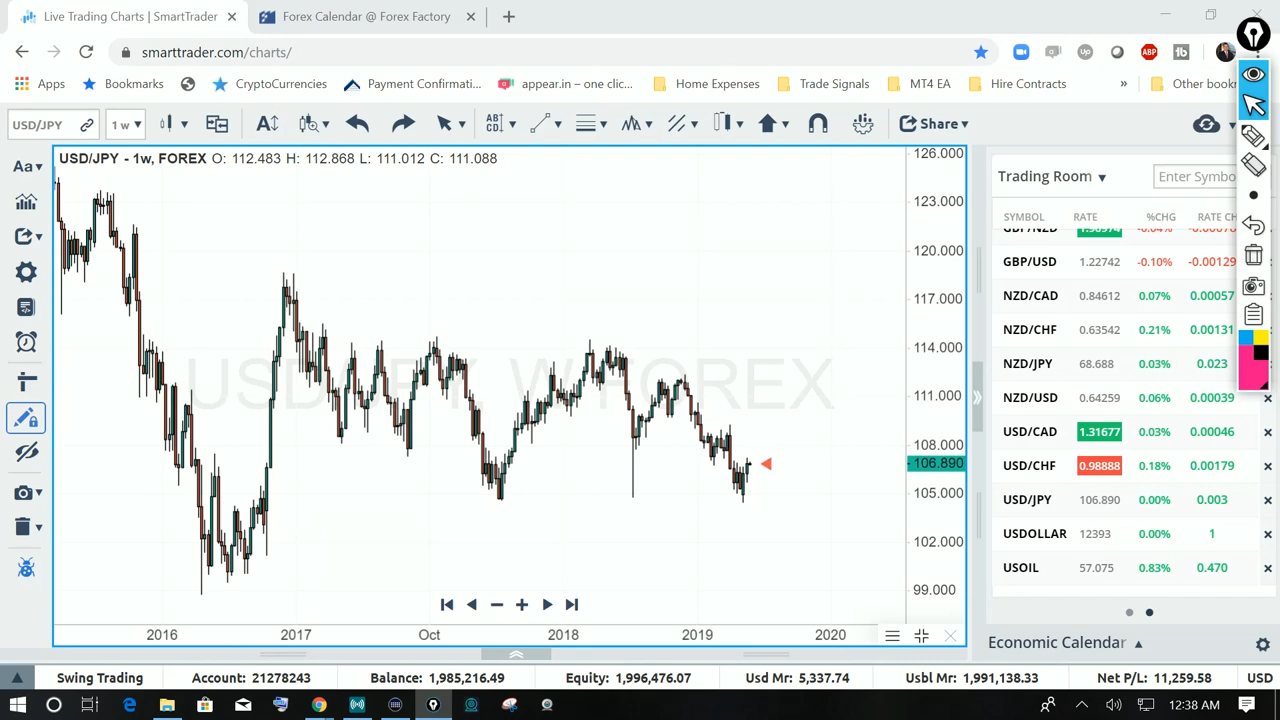 Live Trading Charts | SmartTrader
Forex Calendar @ Forex Factory
smarttrader.com/charts/
ABP
Apps
Bookmarks
CryptoCurrencies
Payment Confirmati...
appear.in – one clic...
Home Expenses
Trade Signals
MT4 EA
Hire Contracts
»
Other book
USD/JPY
1 w
Share
USD/JPY - 1w, FOREX O: 112.483 H: 112.868 L: 111.012 C: 111.088
Aa
126.000
123.000
120.000
117.000
114.000
111.000
108.000
106.890
105.000
102.000
99.000
2016 2017 Oct 2018 2019 2020
Trading Room
Enter Symbo
SYMBOL RATE %CHG RATE CH
GBP/NZD
GBP/USD 1.22742 -0.10% -0.00129
NZD/CAD 0.84612 0.07% 0.00057
NZD/CHF 0.63542 0.21% 0.00131
NZD/JPY 68.688 0.03% 0.023
NZD/USD 0.64259 0.06% 0.00039
USD/CAD 1.31677 0.03% 0.00046
USD/CHF 0.98888 0.18% 0.00179
USD/JPY 106.890 0.00% 0.003
USDOLLAR 12393 0.00% 1
USOIL 57.075 0.83% 0.470
Economic Calendar
Swing Trading Account: 21278243 Balance: 1,985,216.49 Equity: 1,996,476.07 Usd Mr: 5,337.74 Usbl Mr: 1,991,138.33 Net P/L: 11,259.58 USD
12:38 AM